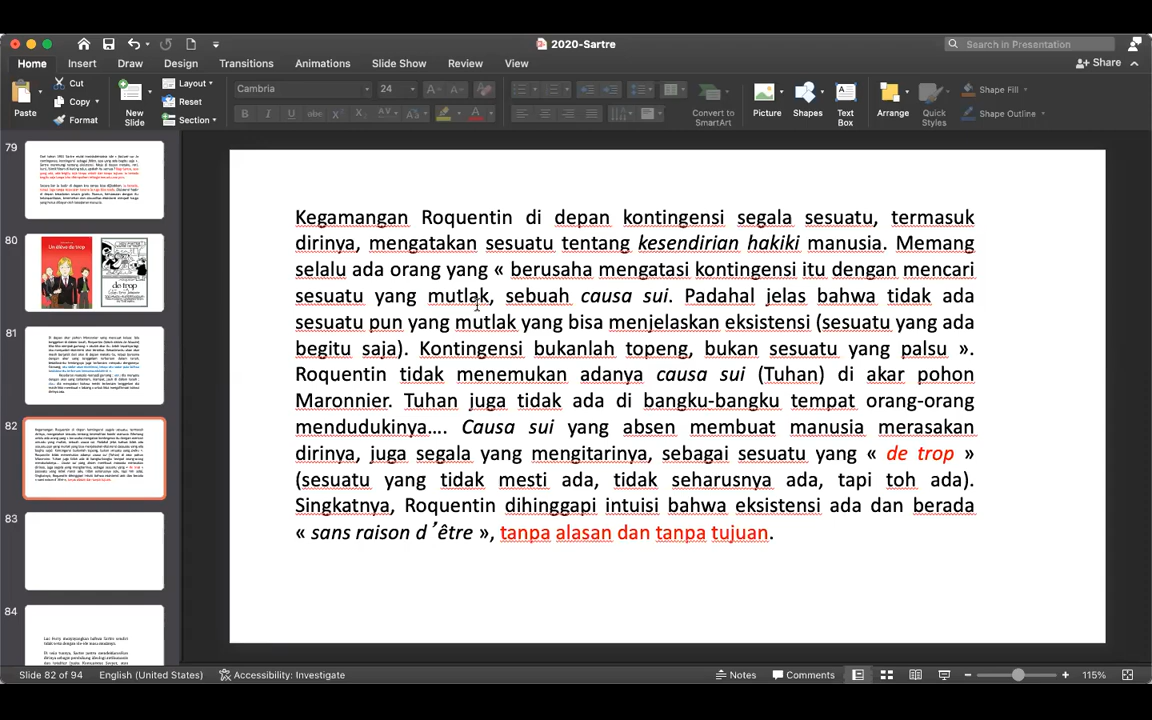 2020-Sartre
Search in Presentation
Home Insert Draw Design Transitions Animations Slide Show Review View Share
Paste Cut Copy Format
New Slide Layout Reset Section
Cambria 24
Convert to SmartArt
Picture Shapes Text Box Arrange Quick Styles Shape Fill Shape Outline
79
80
Un élève de trop
de trop
81
82
83
84
Kegamangan Roquentin di depan kontingensi segala sesuatu, termasuk
dirinya, mengatakan sesuatu tentang kesendirian hakiki manusia. Memang
selalu ada orang yang « berusaha mengatasi kontingensi itu dengan mencari
sesuatu yang mutlak, sebuah causa sui. Padahal jelas bahwa tidak ada
sesuatu pun yang mutlak yang bisa menjelaskan eksistensi (sesuatu yang ada
begitu saja). Kontingensi bukanlah topeng, bukan sesuatu yang palsu ».
Roquentin tidak menemukan adanya causa sui (Tuhan) di akar pohon
Maronnier. Tuhan juga tidak ada di bangku-bangku tempat orang-orang
mendudukinya…. Causa sui yang absen membuat manusia merasakan
dirinya, juga segala yang mengitarinya, sebagai sesuatu yang « de trop »
(sesuatu yang tidak mesti ada, tidak seharusnya ada, tapi toh ada).
Singkatnya, Roquentin dihinggapi intuisi bahwa eksistensi ada dan berada
« sans raison d’être », tanpa alasan dan tanpa tujuan.
Slide 82 of 94 English (United States) Accessibility: Investigate Notes Comments 115%